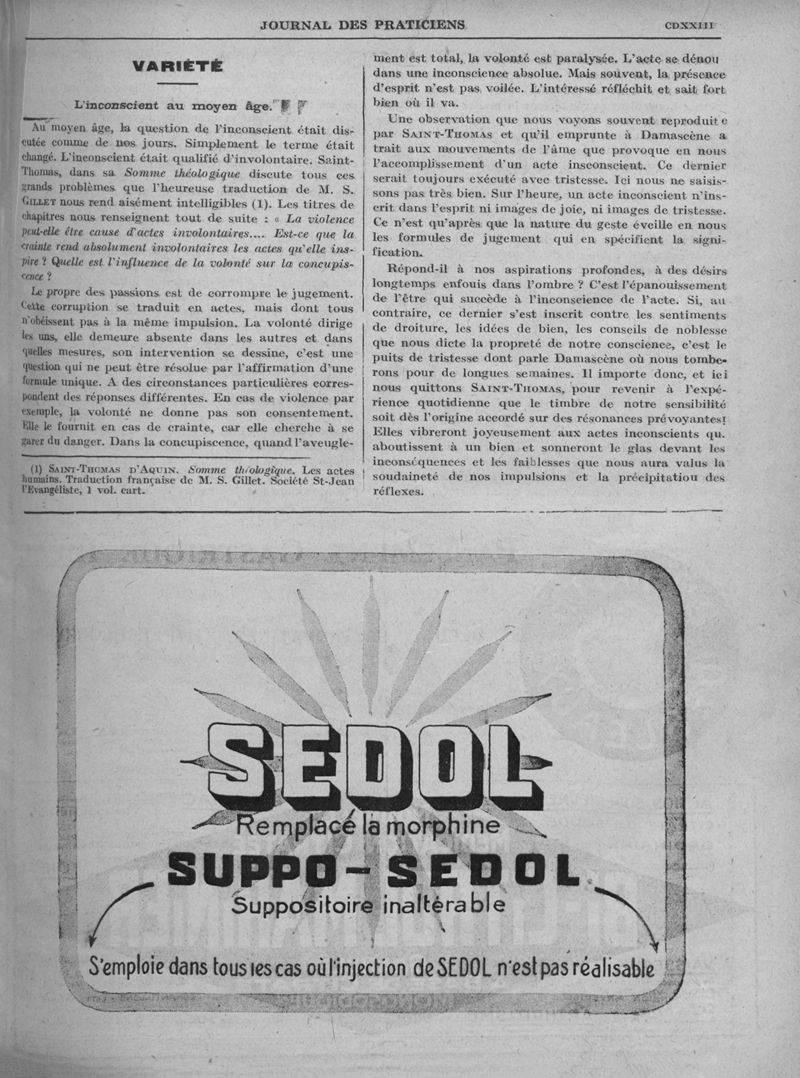 JOURNAL DES PRATICIENS
CDXXIII
VARIÉTÉ
L'inconscient au moyen âge.
Au moyen âge, la question de l'inconscient était dis-
cutée comme de nos jours. Simplement le terme était
changé. L'inconscient était qualifié d'involontaire. Saint-
Thomas, dans sa Somme théologique discute tous ces
grands problèmes que l'heureuse traduction de M. S.
GILLET nous rend aisément intelligibles (1). Les titres de
chapitres nous renseignent tout de suite : « La violence
peut-elle être cause d'actes involontaires.... Est-ce que la
crainte rend absolument involontaires les actes qu'elle ins-
pire ? Quelle est l'influence de la volonté sur la concupis-
cence ?
Le propre des passions est de corrompre le jugement.
Cette corruption se traduit en actes, mais dont tous
n'obéissent pas à la même impulsion. La volonté dirige
les uns, elle demeure absente dans les autres et dans
quelles mesures, son intervention se dessine, c'est une
question qui ne peut être résolue par l'affirmation d'une
formule unique. A des circonstances particulières corres-
pondent des réponses différentes. En cas de violence par
exemple, la volonté ne donne pas son consentement.
Elle le fournit en cas de crainte, car elle cherche à se
garer du danger. Dans la concupiscence, quand l'aveugle-
(1) SAINT-THOMAS D'AQUIN. Somme théologique. Les actes
humains. Traduction française de M. S. Gillet. Société St-Jean
l'Evangéliste, 1 vol. cart.
ment est total, la volonté est paralysée. L'acte se dénou
dans une inconscience absolue. Mais souvent, la présence
d'esprit n'est pas voilée. L'intéressé réfléchit et sait fort
bien où il va.
Une observation que nous voyons souvent reproduite
par SAINT-THOMAS et qu'il emprunte à Damascène a
trait aux mouvements de l'âme que provoque en nous
l'accomplissement d'un acte insconscient. Ce dernier
serait toujours exécuté avec tristesse. Ici nous ne saisis-
sons pas très bien. Sur l'heure, un acte inconscient n'ins-
crit dans l'esprit ni images de joie, ni images de tristesse.
Ce n'est qu'après que la nature du geste éveille en nous
les formules de jugement qui en spécifient la signi-
fication.
Répond-il à nos aspirations profondes, à des désirs
longtemps enfouis dans l'ombre ? C'est l'épanouissement
de l'être qui succède à l'inconscience de l'acte. Si, au
contraire, ce dernier s'est inscrit contre les sentiments
de droiture, les idées de bien, les conseils de noblesse
que nous dicte la propreté de notre conscience, c'est le
puits de tristesse dont parle Damascène où nous tombe-
rons pour de longues semaines. Il importe donc, et ici
nous quittons SAINT-THOMAS, pour revenir à l'expé-
rience quotidienne que le timbre de notre sensibilité
soit dès l'origine accordé sur des résonances prévoyantes!
Elles vibreront joyeusement aux actes inconscients qu.
aboutissent à un bien et sonneront le glas devant les
inconséquences et les faiblesses que nous aura valus la
soudaineté de nos impulsions et la précipitatiou des
réflexes.
SEDOL
Remplacé la morphine
SUPPO-SEDOL
Suppositoire inaltérable
S'emploie dans tous les cas où l'injection de SEDOL n'est pas réalisable